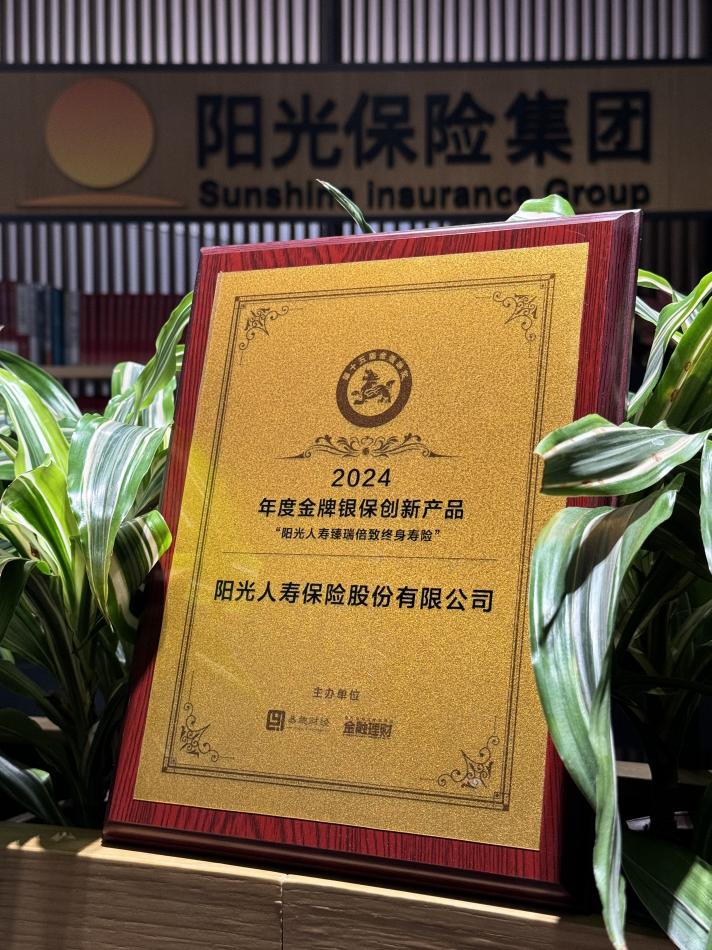 阳光保险集团
Sunshine Insurance Group
2024
年度金牌银保创新产品
“阳光人寿臻瑞倍致终身寿险”
阳光人寿保险股份有限公司
主办单位
金融理财